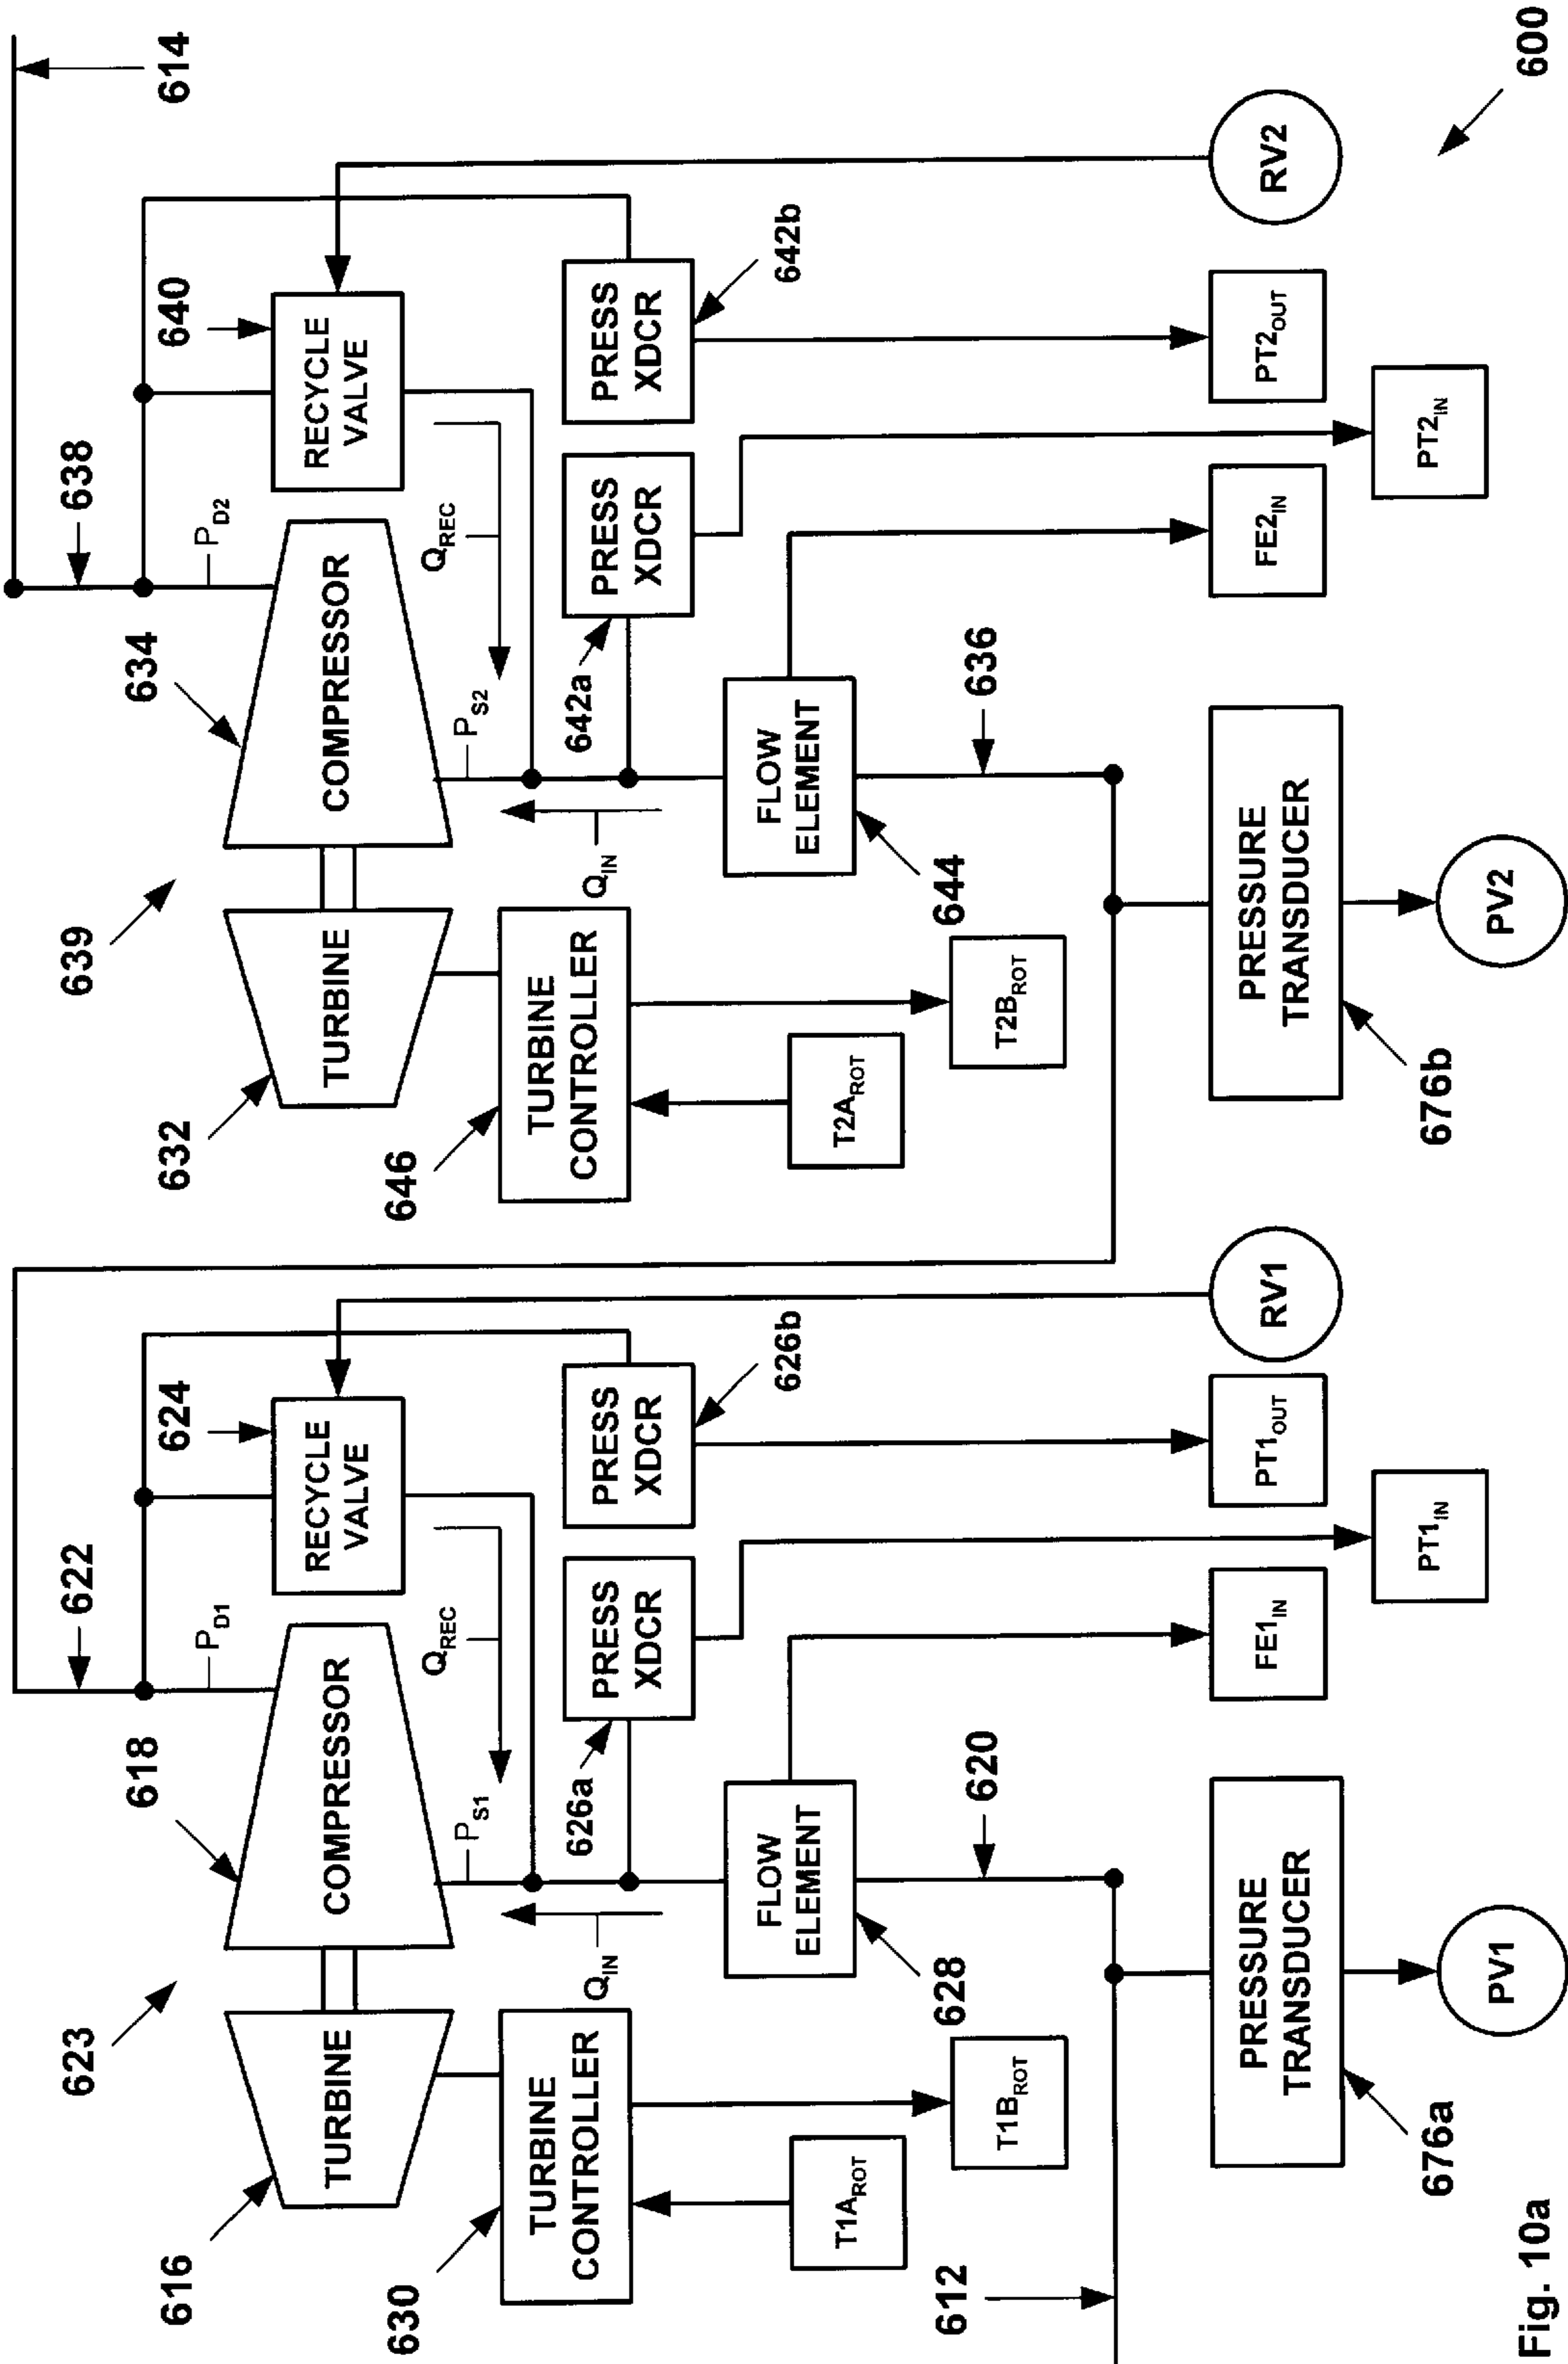 614
622
638
P_D1
P_D2
618
634
624
640
RECYCLE
VALVE
RECYCLE
VALVE
623
639
616
632
TURBINE
COMPRESSOR
TURBINE
COMPRESSOR
Q_REC
Q_REC
P_S1
P_S2
630
646
TURBINE
CONTROLLER
TURBINE
CONTROLLER
Q_IN
Q_IN
626a
642a
PRESS
XDCR
PRESS
XDCR
626b
PRESS
XDCR
PRESS
XDCR
642b
FLOW
ELEMENT
FLOW
ELEMENT
628
644
620
636
T1A_ROT
T1B_ROT
T2A_ROT
T2B_ROT
612
FE1_IN
PT1_OUT
PT1_IN
RV1
FE2_IN
PT2_OUT
PT2_IN
RV2
PRESSURE
TRANSDUCER
PRESSURE
TRANSDUCER
676a
676b
PV1
PV2
600
Fig. 10a